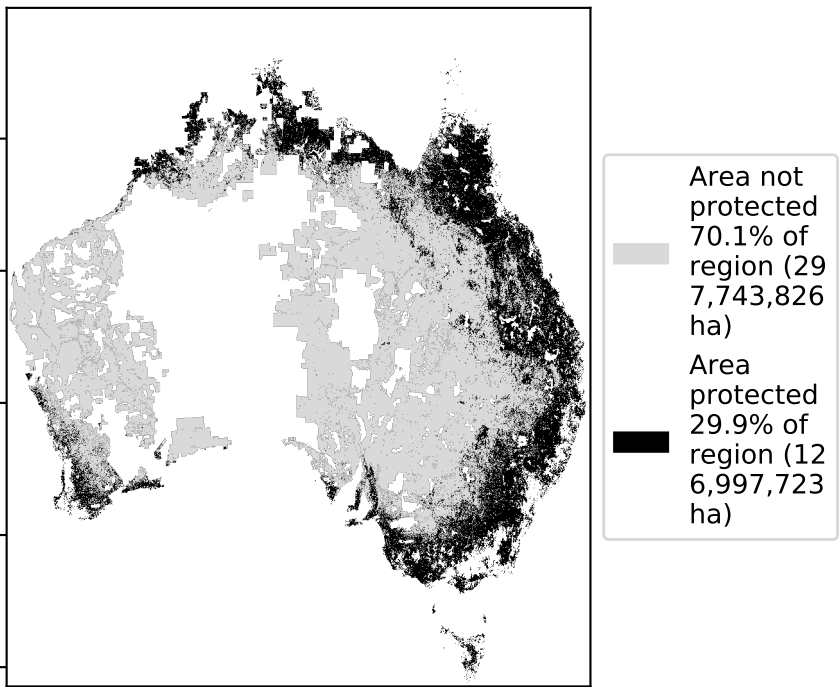 Area not
protected
70.1% of
region (29
7,743,826
ha)
Area
protected
29.9% of
region (12
6,997,723
ha)